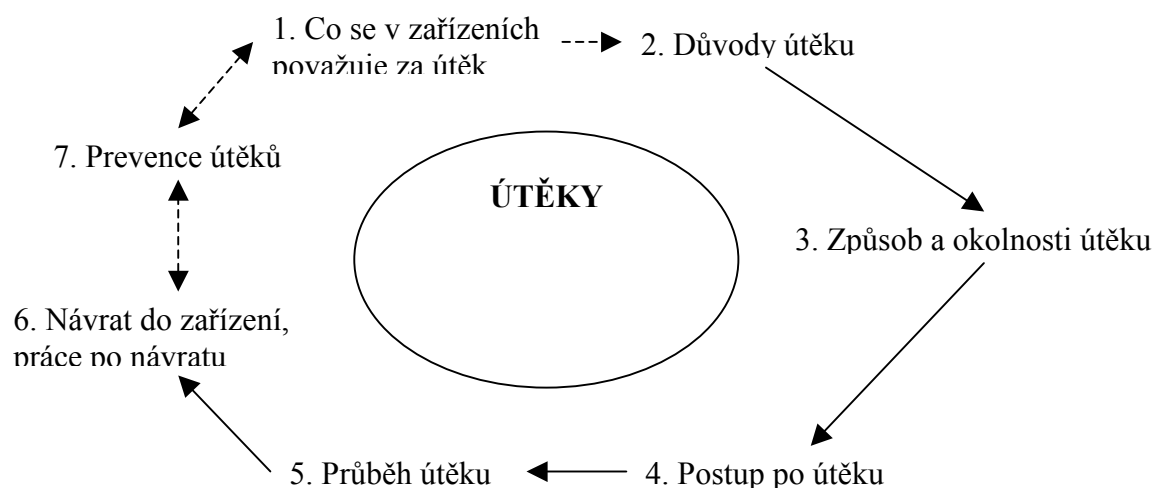 1. Co se v zařízeních
považuje za útěk
2. Důvody útěku
7. Prevence útěků
ÚTĚKY
3. Způsob a okolnosti útěku
6. Návrat do zařízení,
práce po návratu
5. Průběh útěku
4. Postup po útěku